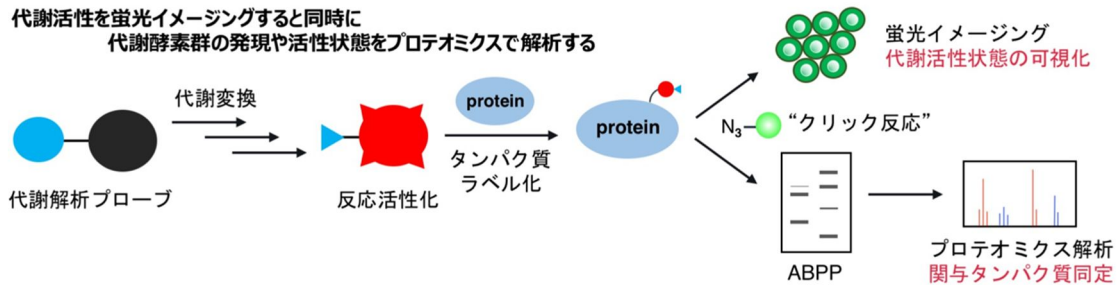 代謝活性を蛍光イメージングすると同時に
代謝酵素群の発現や活性状態をプロテオミクスで解析する
代謝変換
代謝解析プローブ
反応活性化
protein
タンパク質
ラベル化
protein
蛍光イメージング
代謝活性状態の可視化
N₃ “クリック反応”
ABPP
プロテオミクス解析
関与タンパク質同定